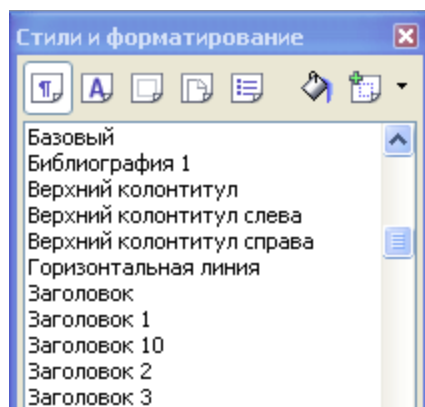 Стили и форматирование
Базовый
Библиография 1
Верхний колонтитул
Верхний колонтитул слева
Верхний колонтитул справа
Горизонтальная линия
Заголовок
Заголовок 1
Заголовок 10
Заголовок 2
Заголовок 3